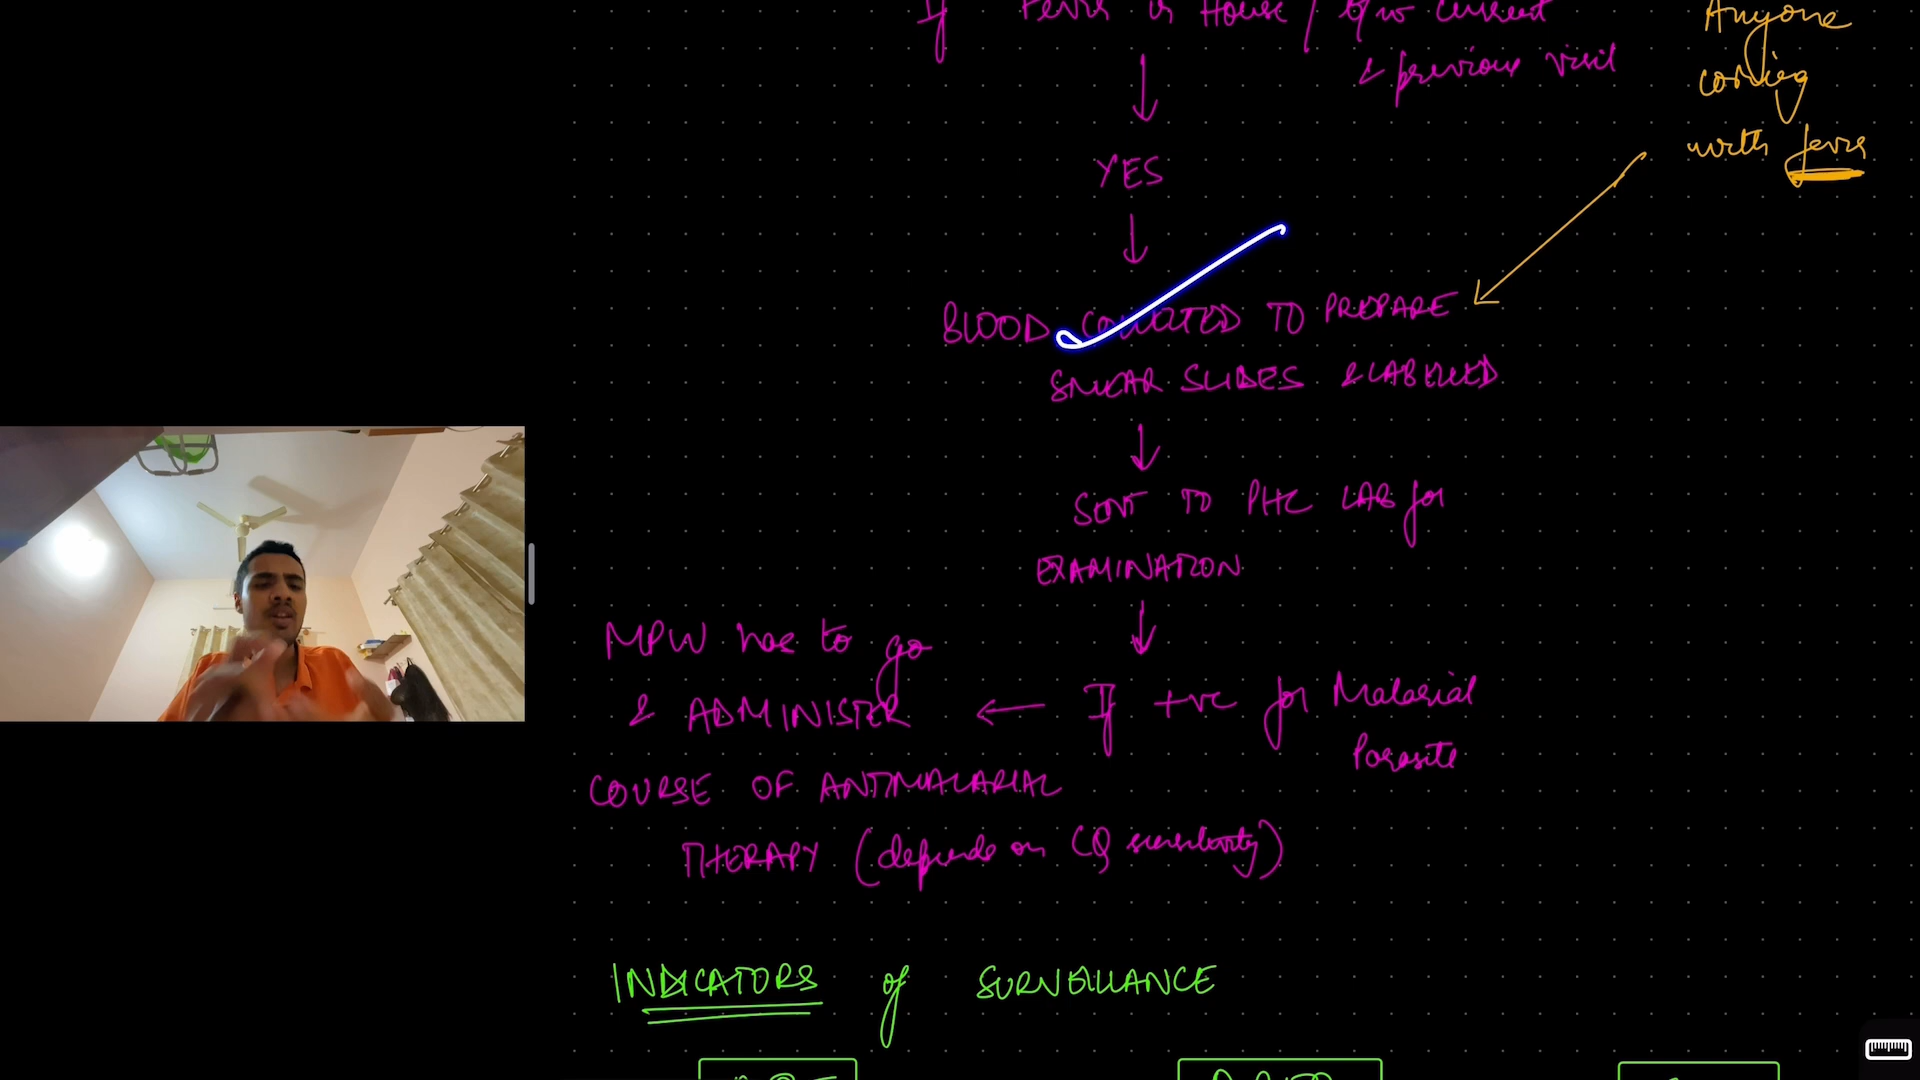 If Fever in House / b/w current
& previous visit
Anyone
coming
with fever
YES
BLOOD COLLECTED TO PREPARE
SMEAR SLIDES & LABELLED
SENT TO PHC LAB for
EXAMINATION
If +ve for Malarial
Parasite
MPW has to go
& ADMINISTER
COURSE OF ANTIMALARIAL
THERAPY (depends on CQ sensitivity)
INDICATORS of SURVEILLANCE